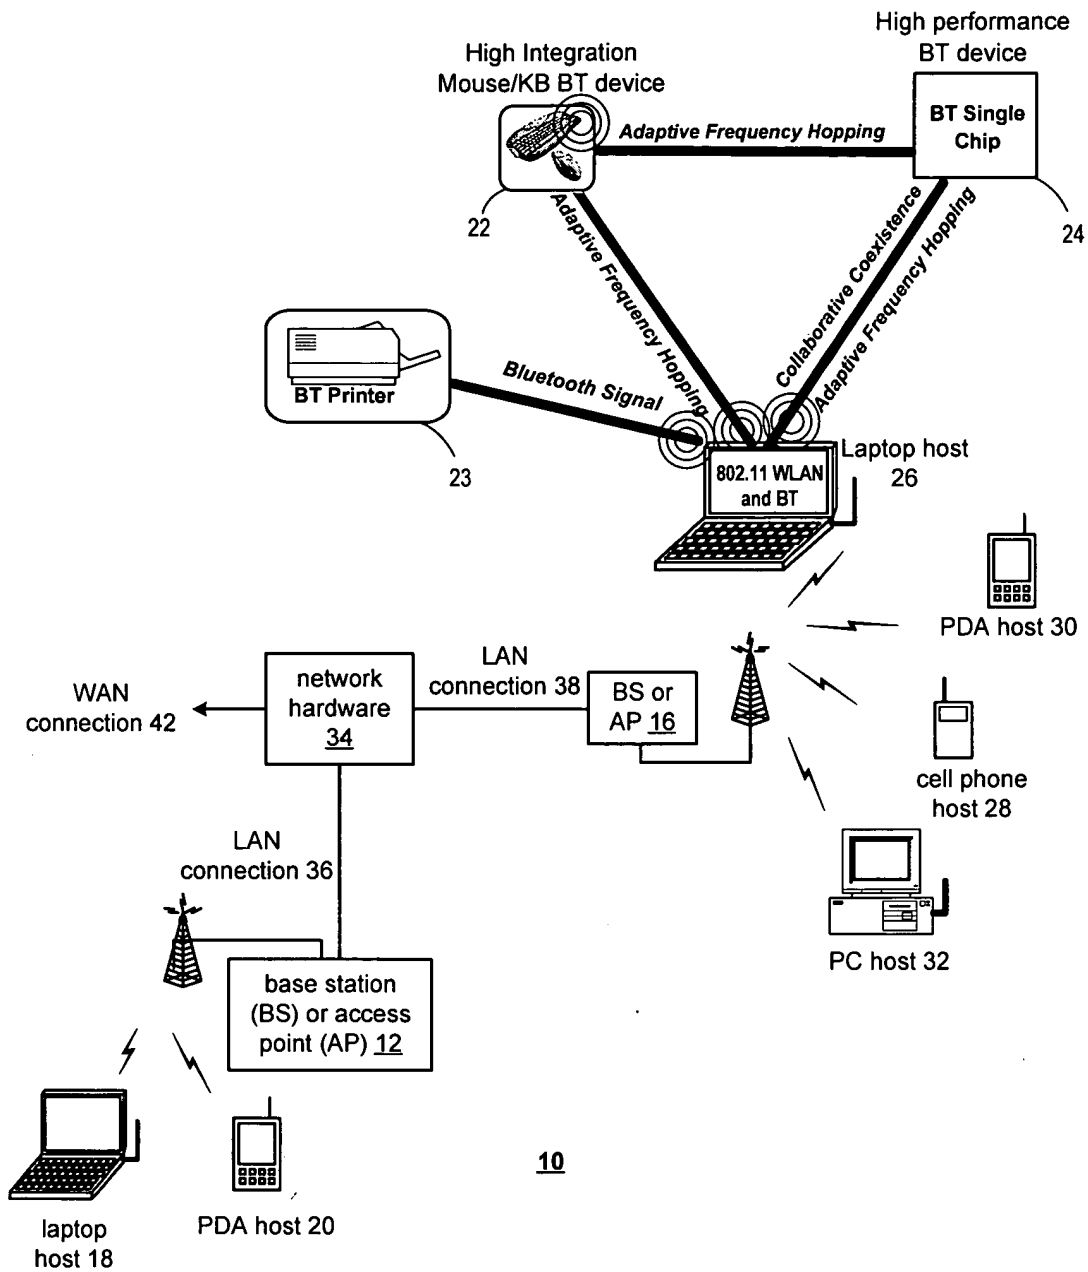 High performance
BT device
High Integration
Mouse/KB BT device
BT Single
Chip
Adaptive Frequency Hopping
22
24
Adaptive Frequency Hopping
Collaborative Coexistence
Adaptive Frequency Hopping
BT Printer
Bluetooth Signal
23
Laptop host
26
802.11 WLAN
and BT
PDA host 30
LAN
connection 38
network
hardware
34
WAN
connection 42
BS or
AP 16
cell phone
host 28
LAN
connection 36
PC host 32
base station
(BS) or access
point (AP) 12
10
PDA host 20
laptop
host 18